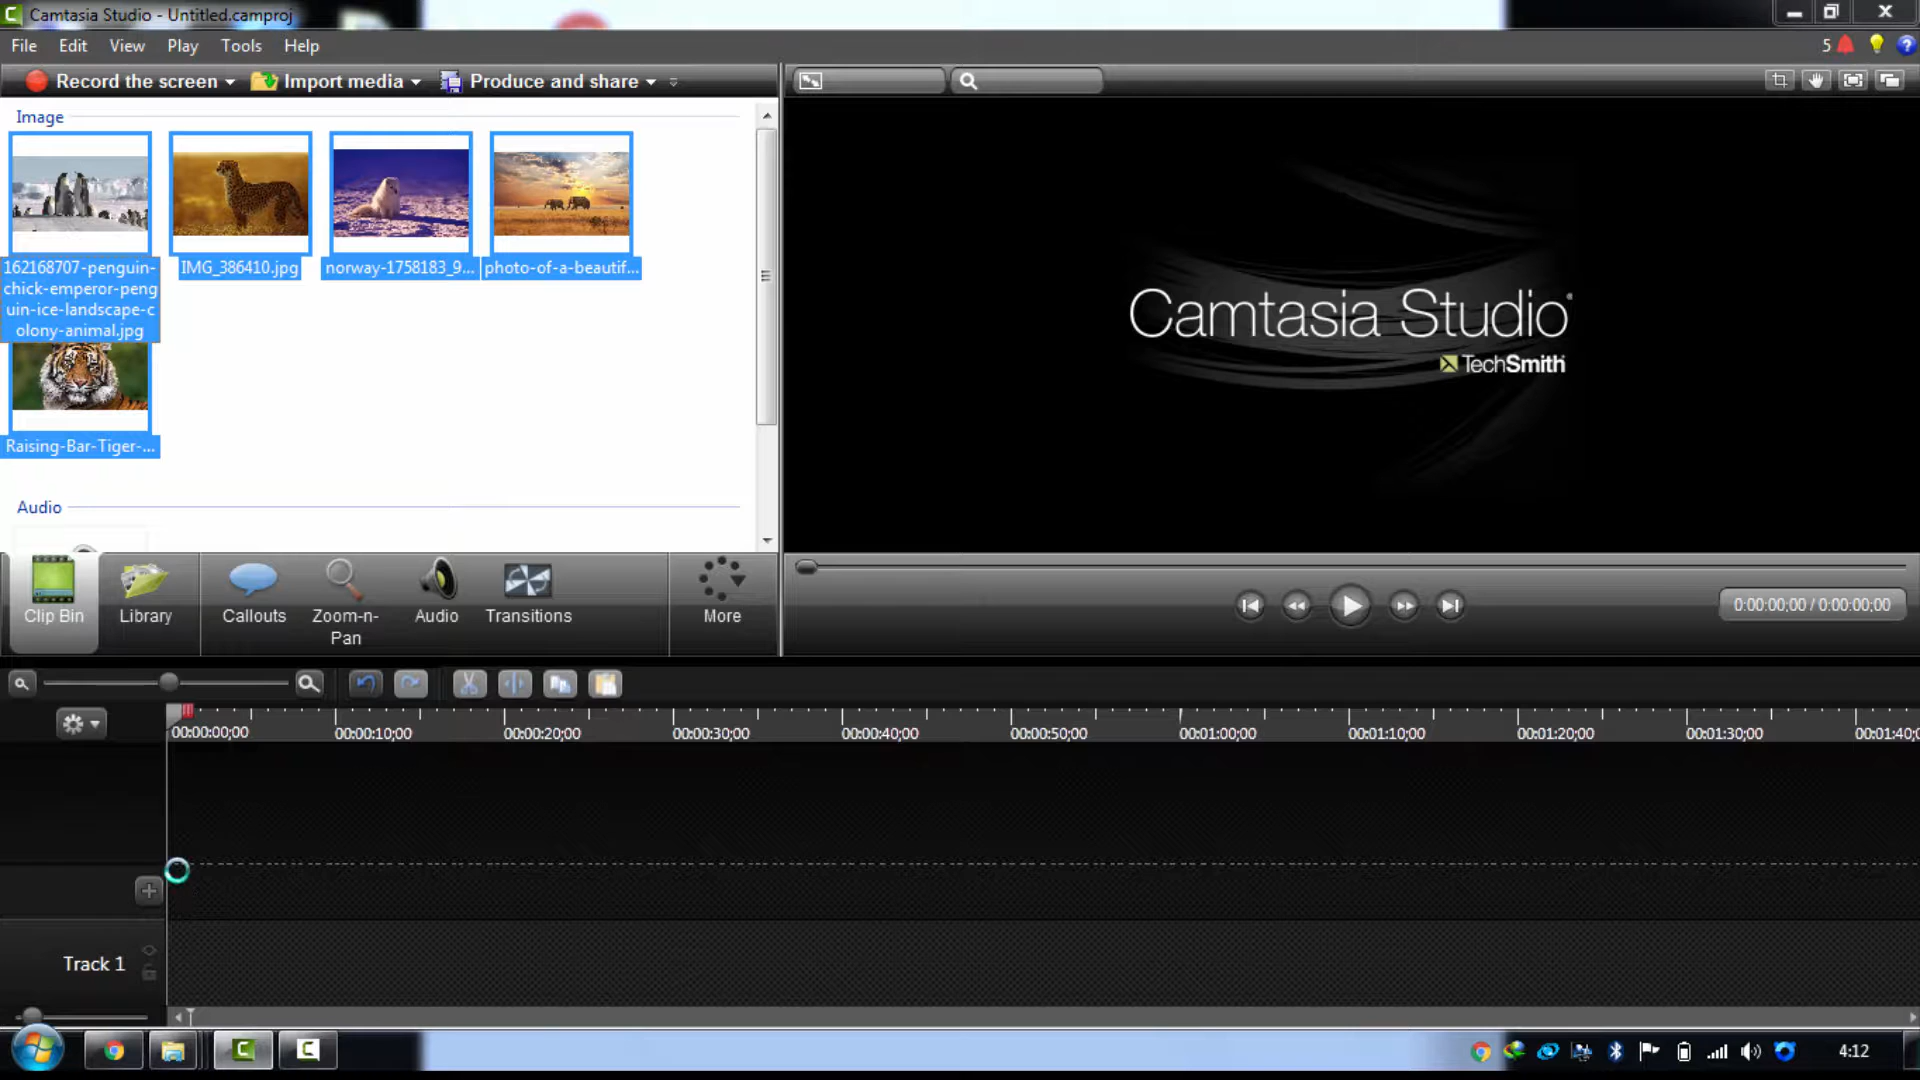 Camtasia Studio - Untitled.camproj
File Edit View Play Tools Help
5
Record the screen Import media Produce and share
Image
162168707-penguin-
chick-emperor-peng
uin-ice-landscape-c
olony-animal.jpg
IMG_386410.jpg
norway-1758183_9...
photo-of-a-beautif...
Raising-Bar-Tiger-...
Audio
Camtasia Studio
TechSmith
Clip Bin
Library
Callouts
Zoom-n-
Pan
Audio
Transitions
More
0:00:00;00 / 0:00:00;00
00:00:00;00 00:00:10;00 00:00:20;00 00:00:30;00 00:00:40;00 00:00:50;00 00:01:00;00 00:01:10;00 00:01:20;00 00:01:30;00 00:01:40;
Track 1
4:12